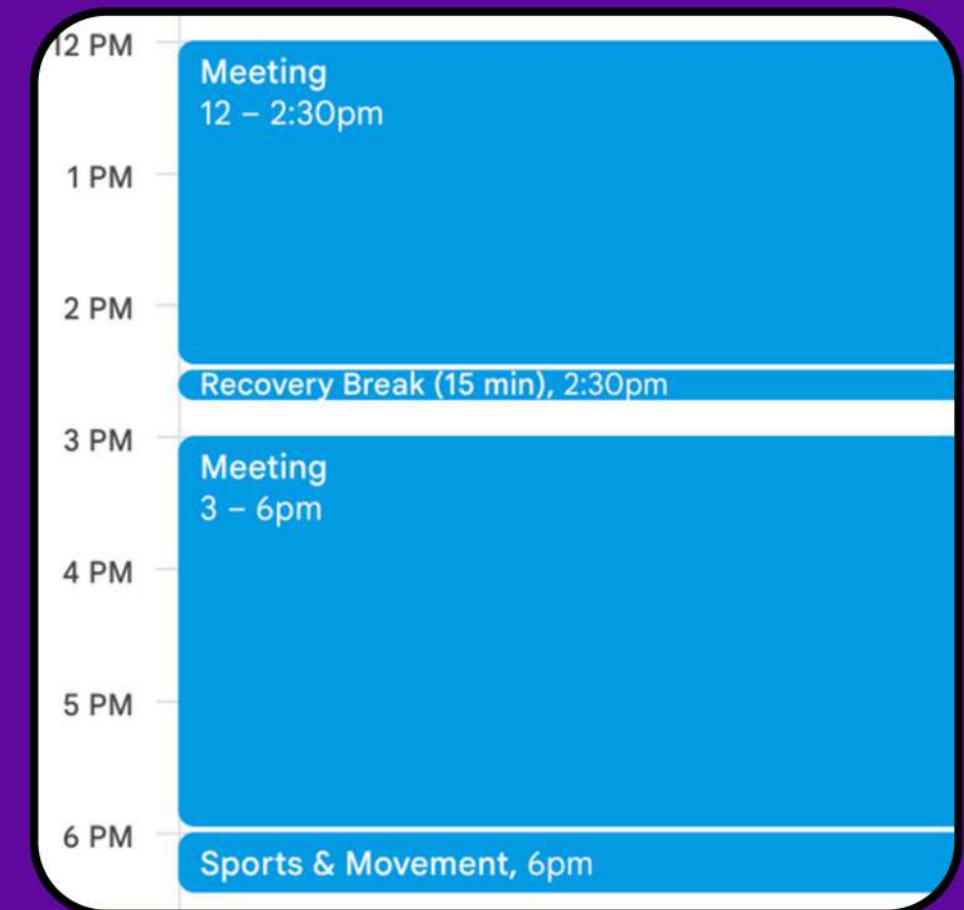 12 PM
Meeting
12 – 2:30pm
1 PM
2 PM
Recovery Break (15 min), 2:30pm
3 PM
Meeting
3 – 6pm
4 PM
5 PM
6 PM
Sports & Movement, 6pm